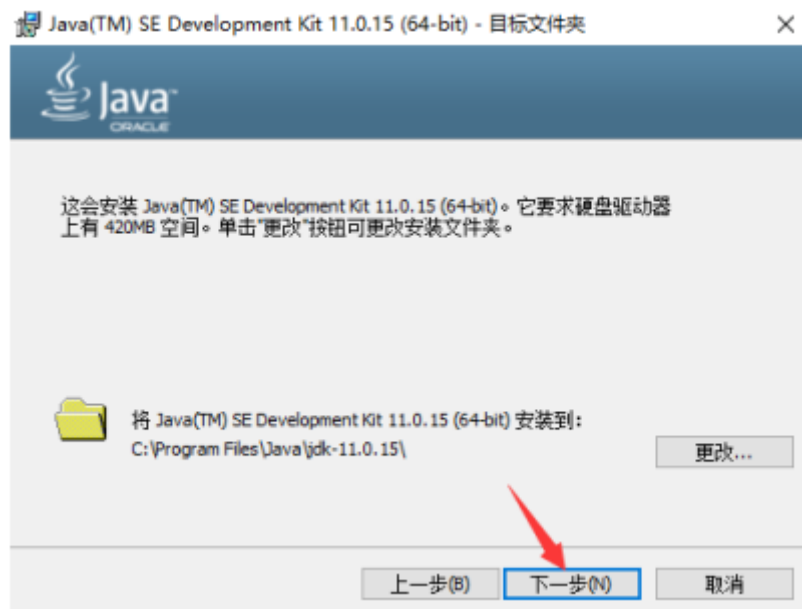 Java(TM) SE Development Kit 11.0.15 (64-bit) - 目标文件夹
Java™
ORACLE
这会安装 Java(TM) SE Development Kit 11.0.15 (64-bit)。它要求硬盘驱动器
上有 420MB 空间。单击"更改"按钮可更改安装文件夹。
将 Java(TM) SE Development Kit 11.0.15 (64-bit) 安装到:
C:\Program Files\Java\jdk-11.0.15\
更改...
上一步(B)
下一步(N)
取消